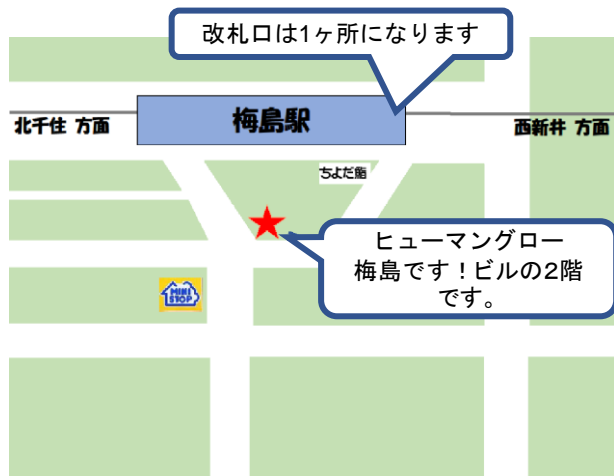 改札口は1ヶ所になります
北千住 方面
梅島駅
西新井 方面
ちよだ鮨
ヒューマングロー
梅島です！ビルの2階
です。
MINI
STOP